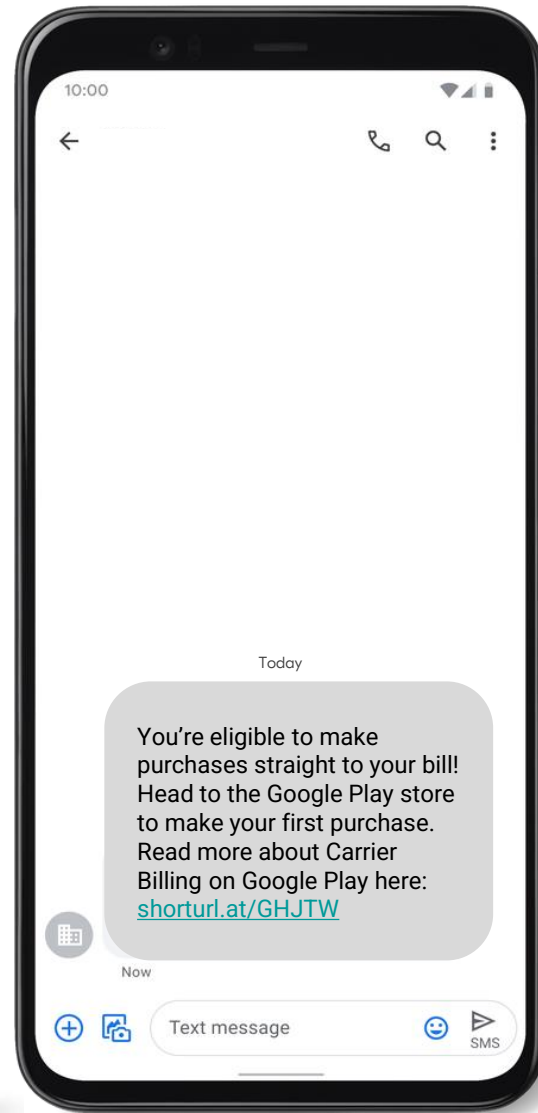 10:00
Today
You’re eligible to make
purchases straight to your bill!
Head to the Google Play store
to make your first purchase.
Read more about Carrier
Billing on Google Play here:
shorturl.at/GHJTW
Now
Text message
SMS